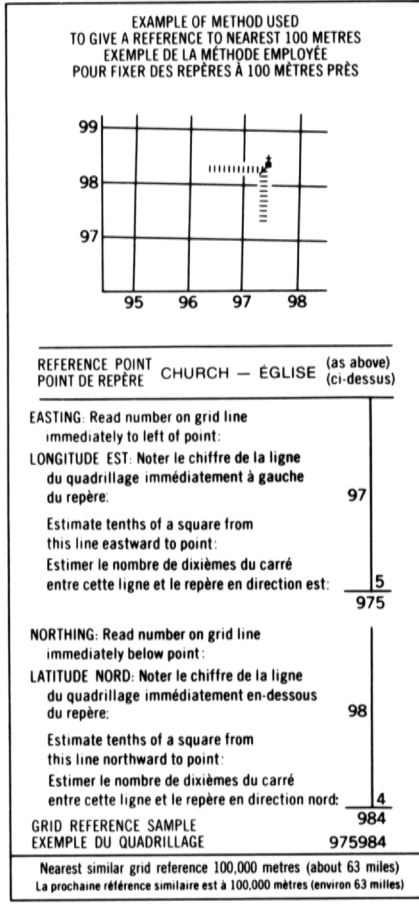 EXAMPLE OF METHOD USED
TO GIVE A REFERENCE TO NEAREST 100 METRES
EXEMPLE DE LA MÉTHODE EMPLOYÉE
POUR FIXER DES REPÈRES À 100 MÈTRES PRÈS
99
98
97
95 96 97 98
REFERENCE POINT
POINT DE REPÈRE
CHURCH — ÉGLISE
(as above)
(ci-dessus)
EASTING: Read number on grid line
immediately to left of point:
LONGITUDE EST: Noter le chiffre de la ligne
du quadrillage immédiatement à gauche
du repère: 97
Estimate tenths of a square from
this line eastward to point:
Estimer le nombre de dixièmes du carré
entre cette ligne et le repère en direction est: 5
975
NORTHING: Read number on grid line
immediately below point:
LATITUDE NORD: Noter le chiffre de la ligne
du quadrillage immédiatement en-dessous
du repère: 98
Estimate tenths of a square from
this line northward to point:
Estimer le nombre de dixièmes du carré
entre cette ligne et le repère en direction nord: 4
984
GRID REFERENCE SAMPLE
EXEMPLE DU QUADRILLAGE 975984
Nearest similar grid reference 100,000 metres (about 63 miles)
La prochaine référence similaire est à 100,000 mètres (environ 63 milles)